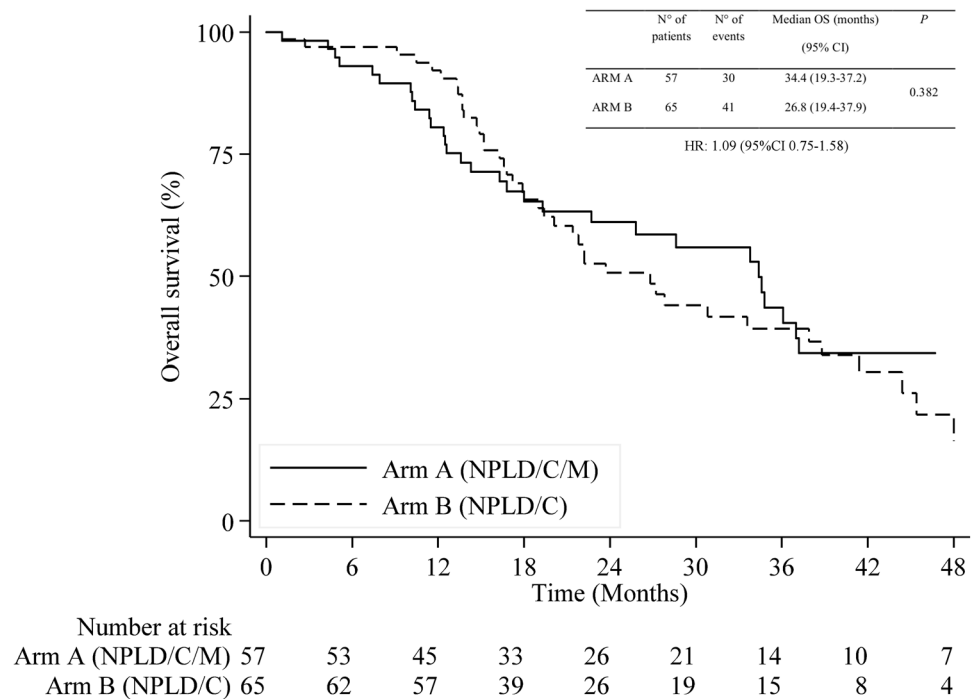 N° of patients N° of events Median OS (months) (95% CI) P
ARM A 57 30 34.4 (19.3-37.2)
0.382
ARM B 65 41 26.8 (19.4-37.9)
HR: 1.09 (95%CI 0.75-1.58)
Overall survival (%)
100
75
50
25
0
Arm A (NPLD/C/M)
Arm B (NPLD/C)
0 6 12 18 24 30 36 42 48
Time (Months)
Number at risk
Arm A (NPLD/C/M) 57 53 45 33 26 21 14 10 7
Arm B (NPLD/C) 65 62 57 39 26 19 15 8 4